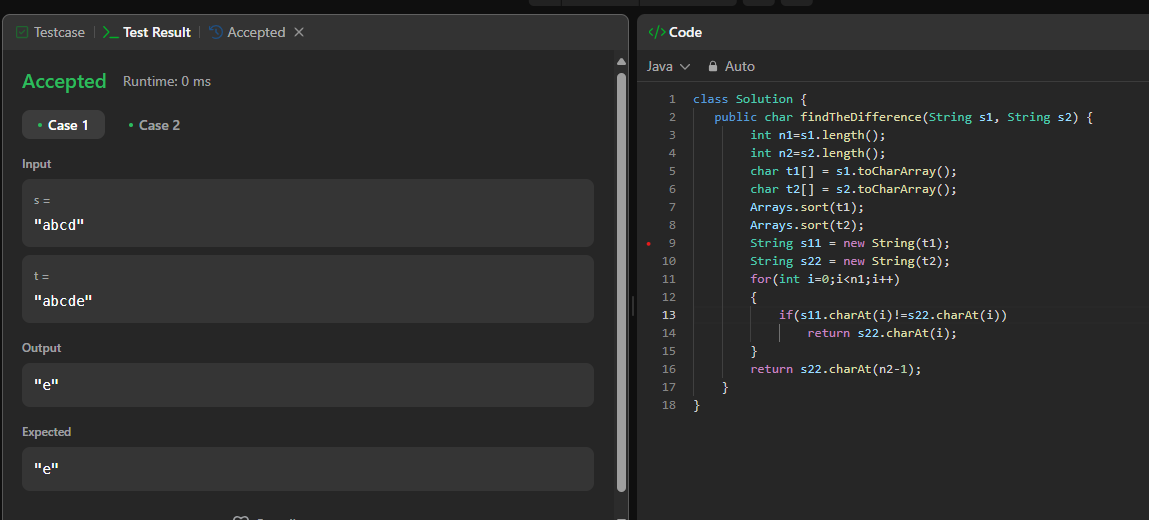 Testcase
Test Result
Accepted
Accepted Runtime: 0 ms
Case 1
Case 2
Input
s =
"abcd"
t =
"abcde"
Output
"e"
Expected
"e"
</> Code
Java
Auto
1 class Solution {
2 public char findTheDifference(String s1, String s2) {
3 int n1=s1.length();
4 int n2=s2.length();
5 char t1[] = s1.toCharArray();
6 char t2[] = s2.toCharArray();
7 Arrays.sort(t1);
8 Arrays.sort(t2);
9 String s11 = new String(t1);
10 String s22 = new String(t2);
11 for(int i=0;i<n1;i++)
12 {
13 if(s11.charAt(i)!=s22.charAt(i))
14 return s22.charAt(i);
15 }
16 return s22.charAt(n2-1);
17 }
18 }